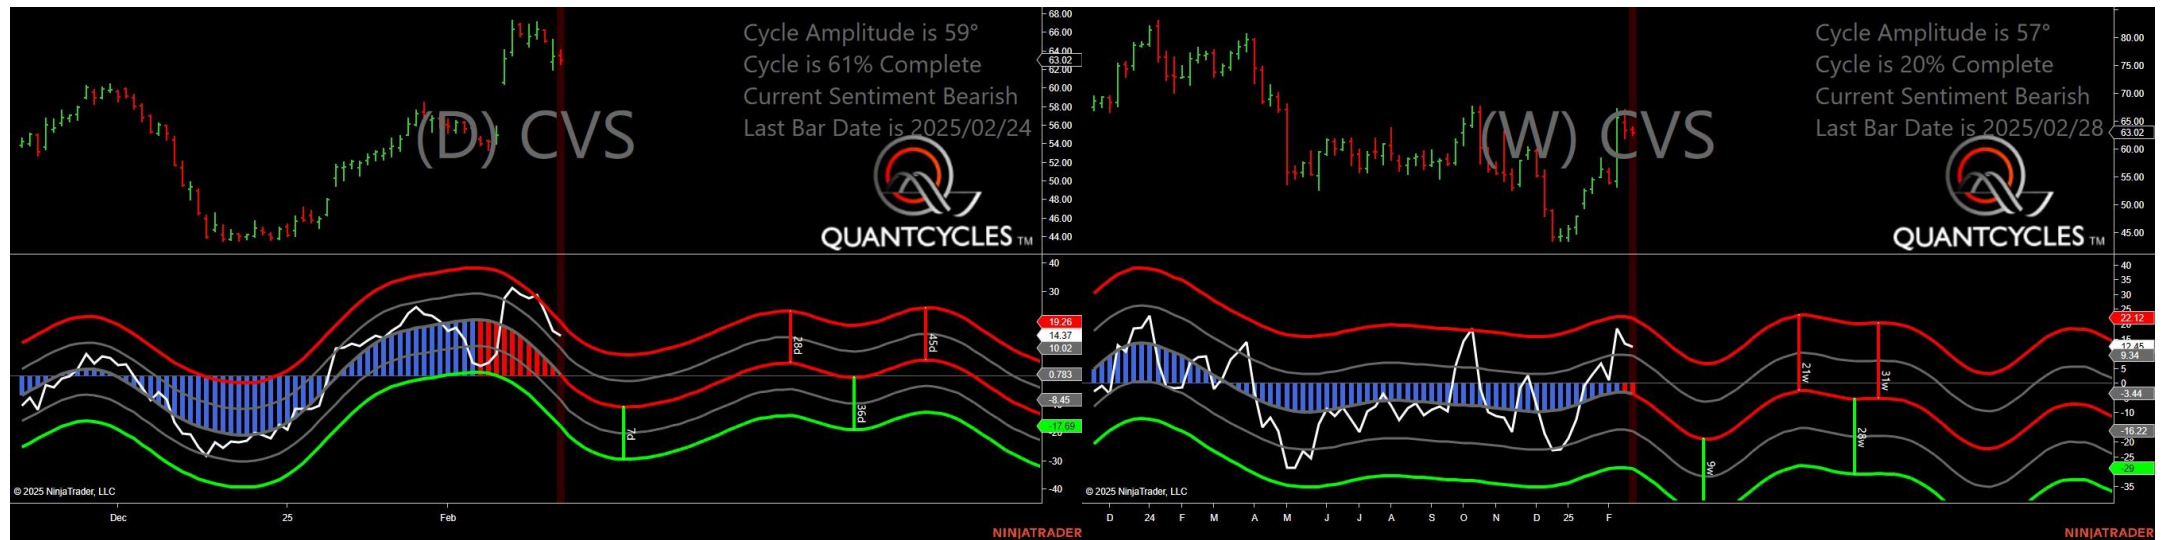 Cycle Amplitude is 59°
Cycle is 61% Complete
Current Sentiment Bearish
Last Bar Date is 2025/02/24
(D) CVS
QUANTCYCLES TM
68.00
66.00
64.00
63.02
62.00
60.00
58.00
56.00
54.00
52.00
50.00
48.00
46.00
44.00
40
30
19.26
14.37
10.02
0.783
-8.45
-17.69
-20
-30
-40
7d
28d
36d
45d
© 2025 NinjaTrader, LLC
Dec
25
Feb
NINJATRADER
Cycle Amplitude is 57°
Cycle is 20% Complete
Current Sentiment Bearish
Last Bar Date is 2025/02/28
(W) CVS
QUANTCYCLES TM
80.00
75.00
70.00
65.00
63.02
60.00
55.00
50.00
45.00
40
35
30
25
22.12
12.45
9.34
5
0
-3.44
-10
-16.22
-20
-25
-29
-35
9w
21w
28w
31w
© 2025 NinjaTrader, LLC
D 24 F M A M J J A S O N D 25 F
NINJATRADER